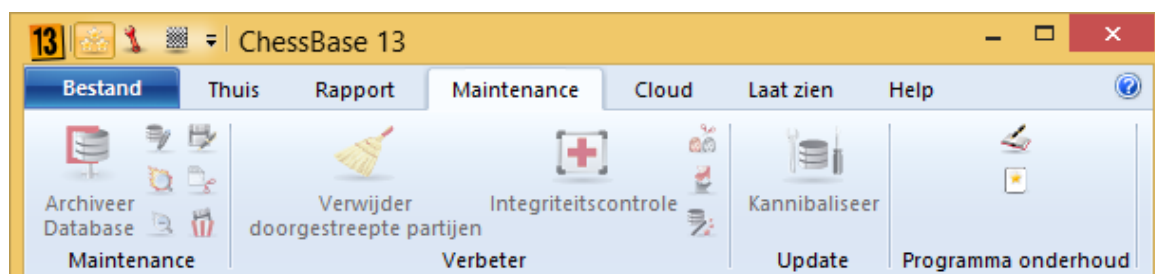 13 ChessBase 13
Bestand Thuis Rapport Maintenance Cloud Laat zien Help
Archiveer
Database
Verwijder
doorgestreepte partijen
Integriteitscontrole
Kannibaliseer
Maintenance Verbeter Update Programma onderhoud